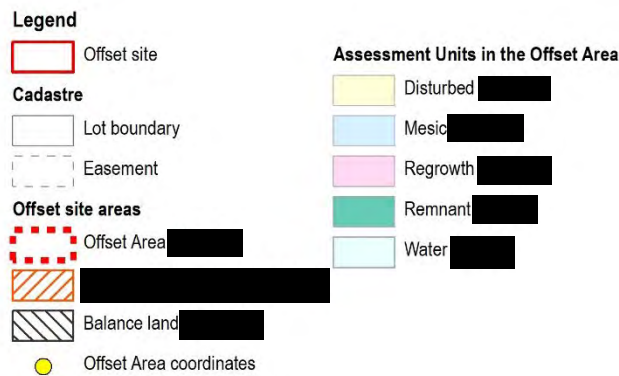 Legend
Offset site
Cadastre
Lot boundary
Easement
Offset site areas
Offset Area
Balance land
Offset Area coordinates
Assessment Units in the Offset Area
Disturbed
Mesic
Regrowth
Remnant
Water